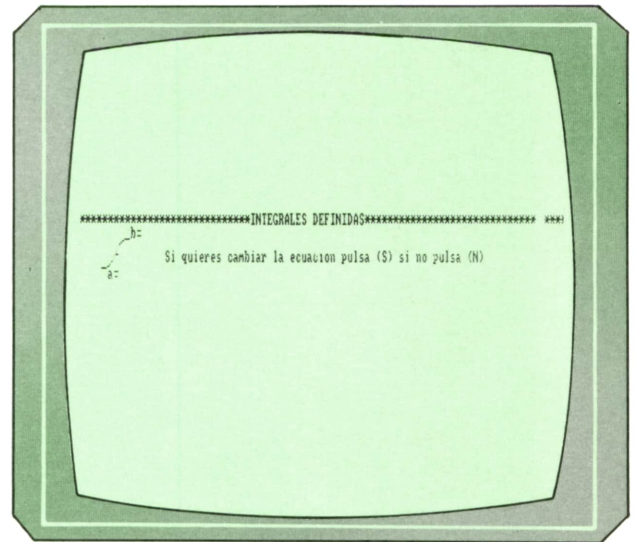 ****************************INTEGRALES DEFINIDAS**************************** ***
b=
Si quieres cambiar la ecuacion pulsa (S) si no pulsa (N)
a=